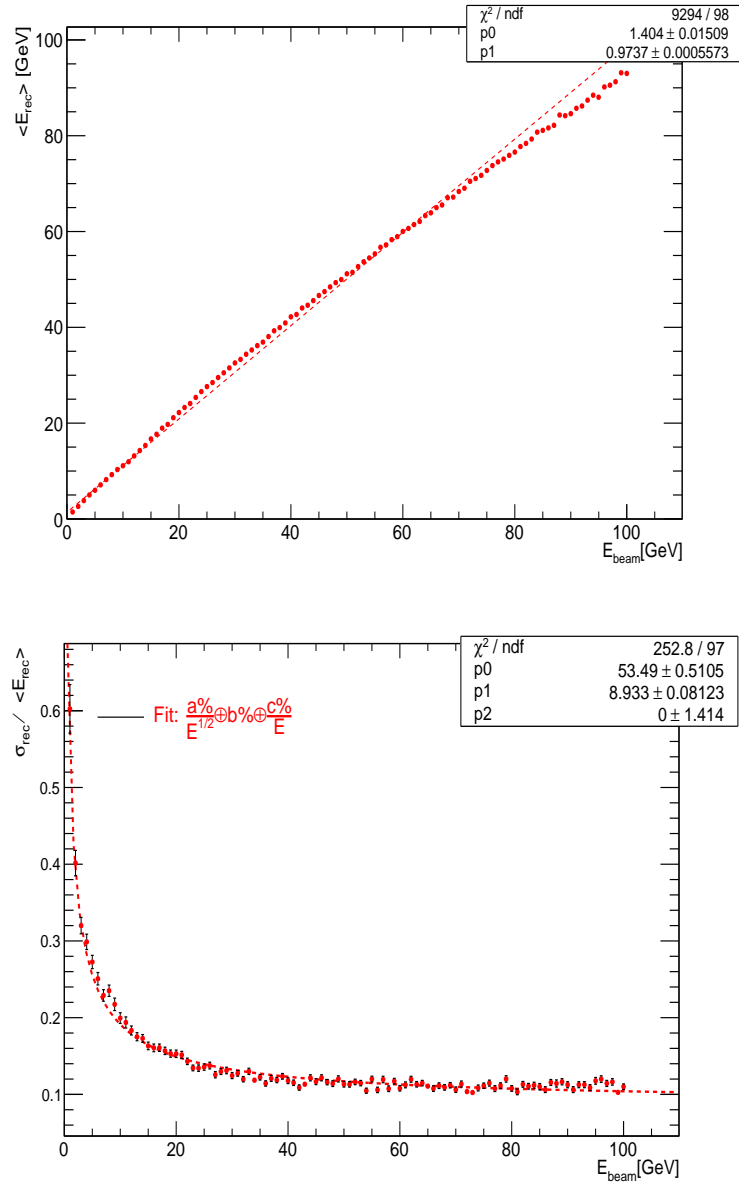 χ² / ndf 9294 / 98
p0 1.404 ± 0.01509
p1 0.9737 ± 0.0005573
<E_rec> [GeV]
100
80
60
40
20
0
0 20 40 60 80 100
E_beam[GeV]
χ² / ndf 252.8 / 97
p0 53.49 ± 0.5105
p1 8.933 ± 0.08123
p2 0 ± 1.414
Fit: a%/E^1/2 ⊕ b% ⊕ c%/E
σ_rec / <E_rec>
0.6
0.5
0.4
0.3
0.2
0.1
0 20 40 60 80 100
E_beam[GeV]